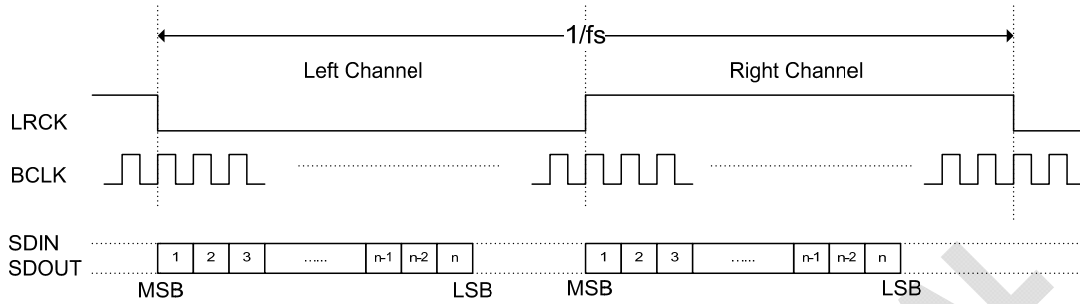 1/fs
Left Channel Right Channel
LRCK
BCLK
SDIN
SDOUT
1 2 3 ...... n-1 n-2 n 1 2 3 ...... n-1 n-2 n
MSB LSB MSB LSB